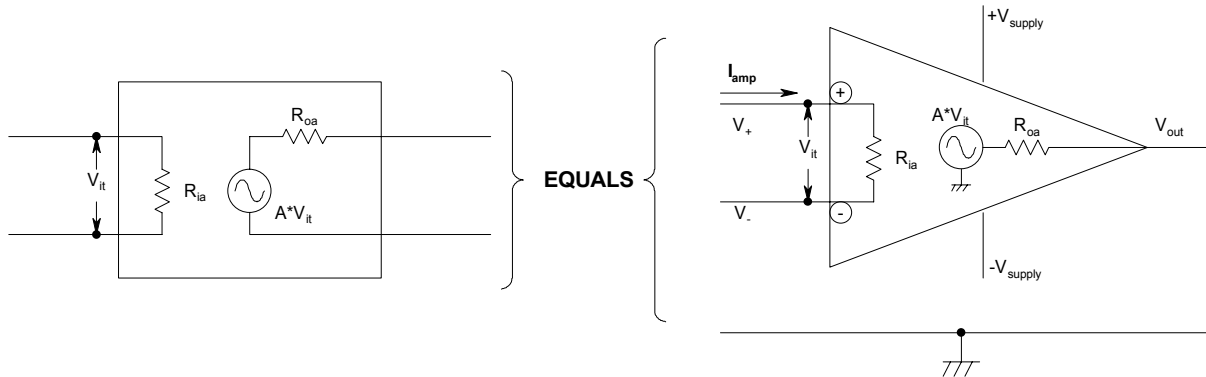 V_it
R_ia
R_oa
A*V_it
EQUALS
I_amp
V_+
V_-
+
-
V_it
R_ia
A*V_it
R_oa
+V_supply
-V_supply
V_out